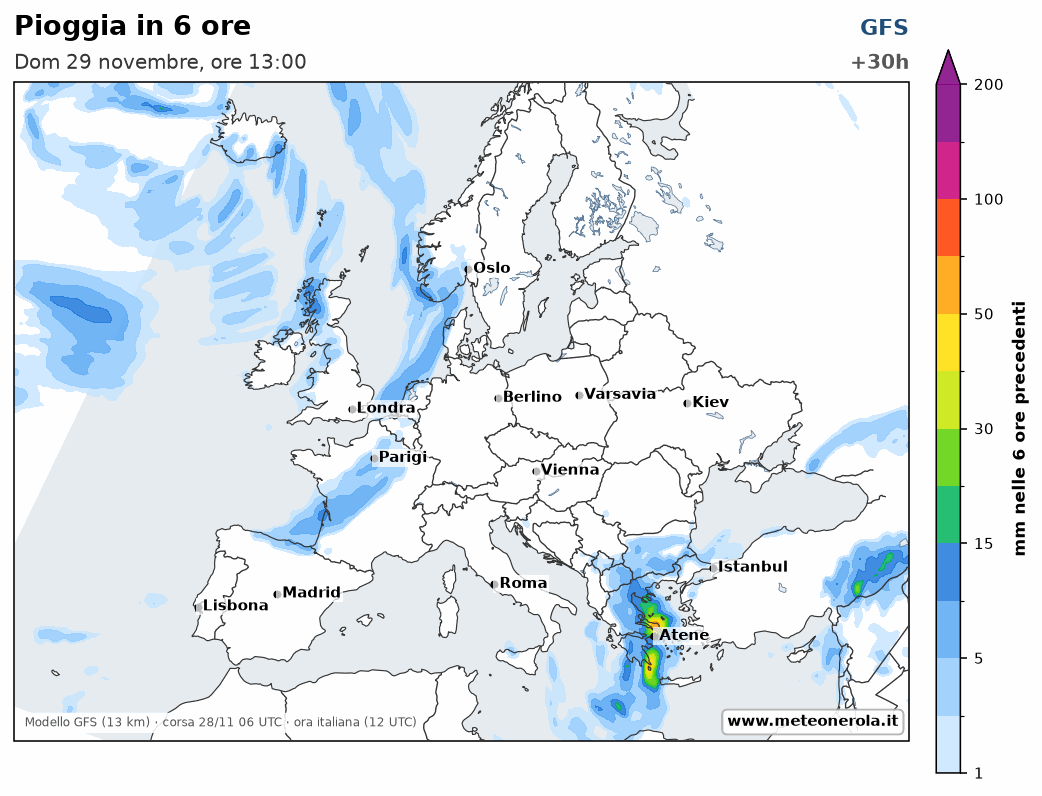 Pioggia in 6 ore
GFS
Dom 29 novembre, ore 13:00
+30h
200
100
50
30
15
5
1
mm nelle 6 ore precedenti
Oslo
Berlino
Varsavia
Kiev
Londra
Parigi
Vienna
Istanbul
Roma
Madrid
Lisbona
Atene
Modello GFS (13 km) · corsa 28/11 06 UTC · ora italiana (12 UTC)
www.meteonerola.it